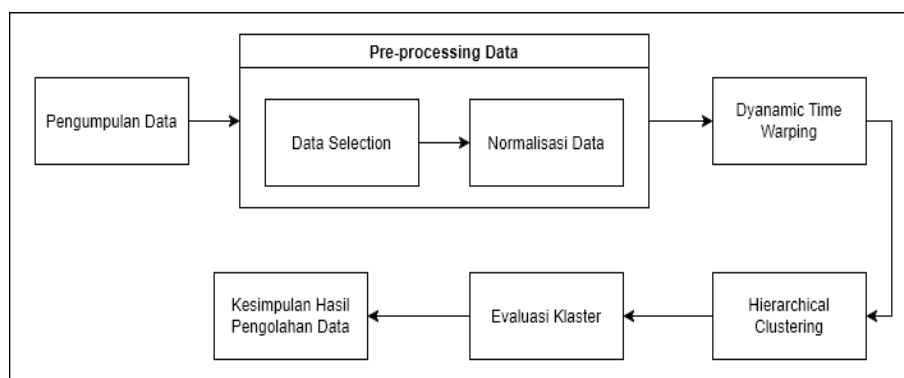 Pre-processing Data
Pengumpulan Data
Data Selection
Normalisasi Data
Dyanamic Time
Warping
Hierarchical
Clustering
Evaluasi Klaster
Kesimpulan Hasil
Pengolahan Data